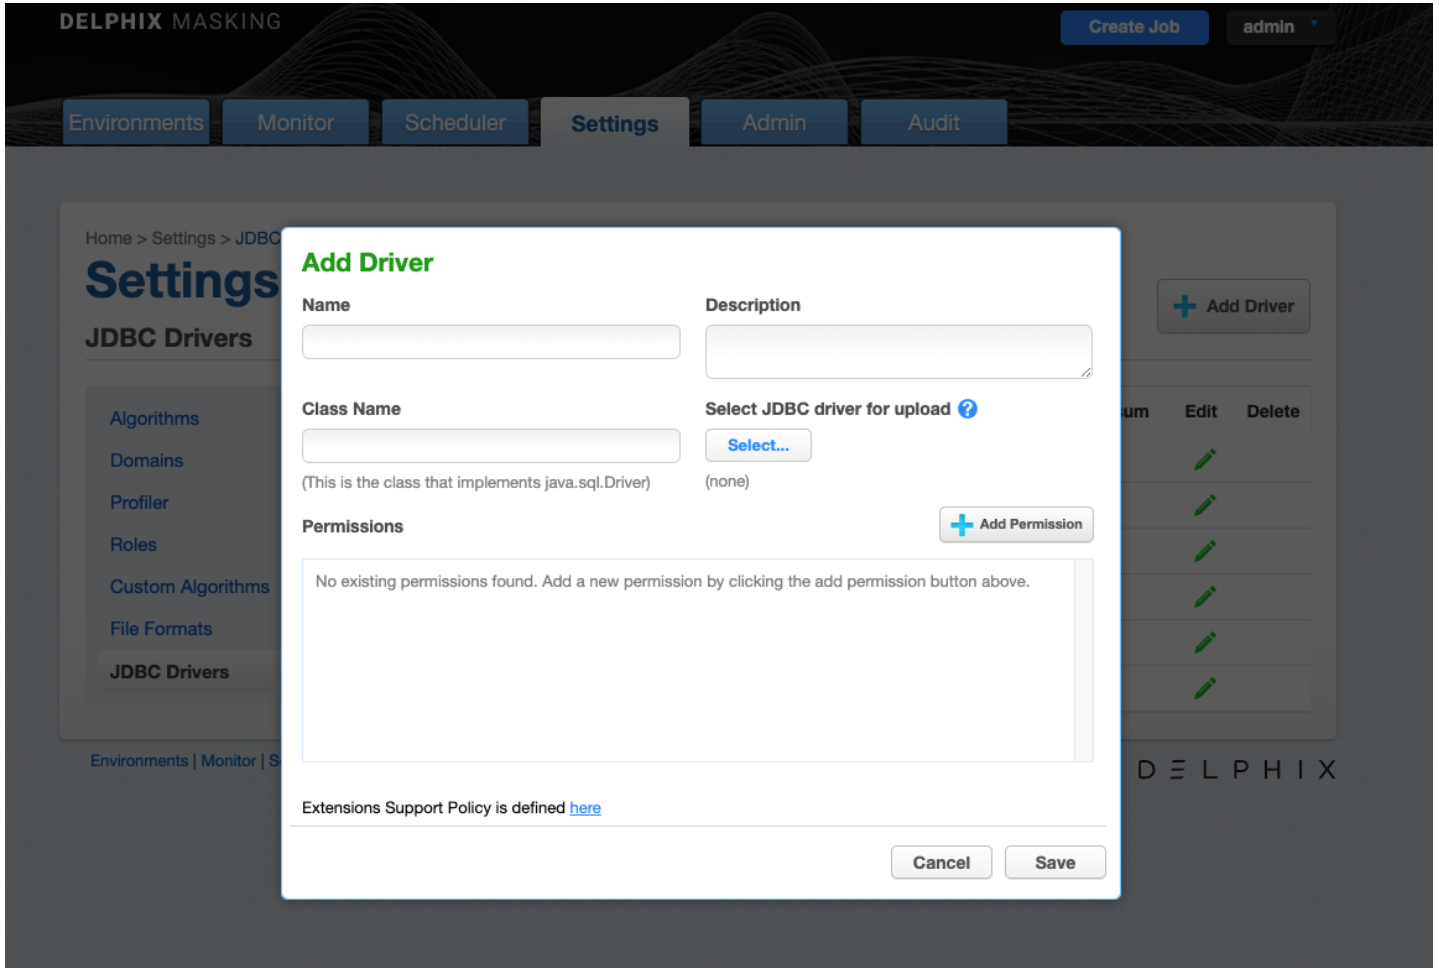 DELPHIX MASKING
Create Job
admin
Environments
Monitor
Scheduler
Settings
Admin
Audit
Home > Settings > JDBC
Settings
JDBC Drivers
Add Driver
Algorithms
Domains
Profiler
Roles
Custom Algorithms
File Formats
JDBC Drivers
Edit
Delete
Add Driver
Name
Description
Class Name
Select JDBC driver for upload ?
Select...
(This is the class that implements java.sql.Driver)
(none)
Permissions
Add Permission
No existing permissions found. Add a new permission by clicking the add permission button above.
Extensions Support Policy is defined here
Cancel
Save
Environments | Monitor |
DELPHIX